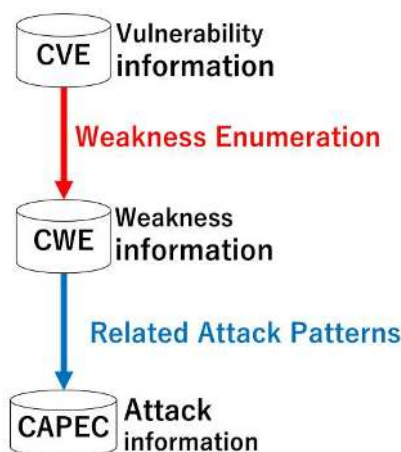 CVE
Vulnerability
information
Weakness Enumeration
CWE
Weakness
information
Related Attack Patterns
CAPEC
Attack
information